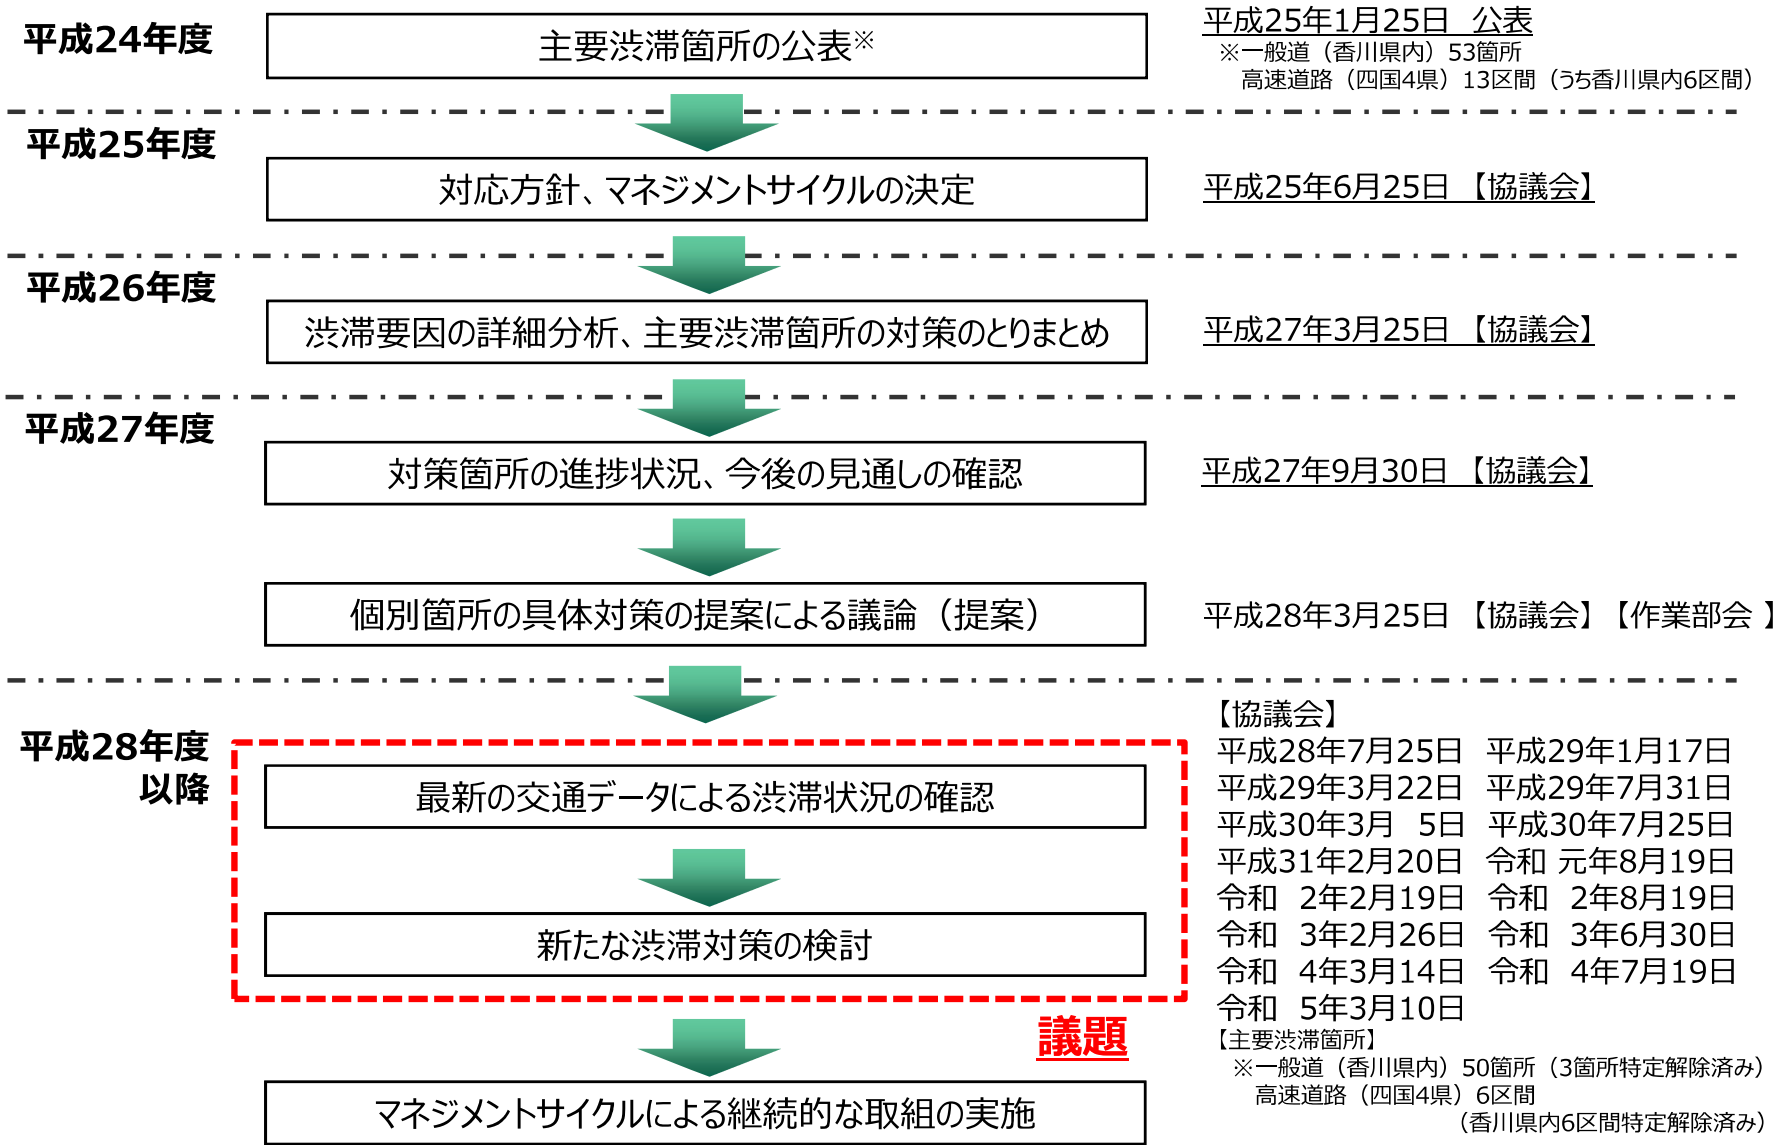 平成24年度
主要渋滞箇所の公表※
平成25年1月25日 公表
※一般道（香川県内）53箇所
高速道路（四国4県）13区間（うち香川県内6区間）
平成25年度
対応方針、マネジメントサイクルの決定
平成25年6月25日 【協議会】
平成26年度
渋滞要因の詳細分析、主要渋滞箇所の対策のとりまとめ
平成27年3月25日 【協議会】
平成27年度
対策箇所の進捗状況、今後の見通しの確認
平成27年9月30日 【協議会】
個別箇所の具体対策の提案による議論（提案）
平成28年3月25日 【協議会】【作業部会 】
平成28年度
以降
最新の交通データによる渋滞状況の確認
新たな渋滞対策の検討
議題
マネジメントサイクルによる継続的な取組の実施
【協議会】
平成28年7月25日 平成29年1月17日
平成29年3月22日 平成29年7月31日
平成30年3月 5日 平成30年7月25日
平成31年2月20日 令和 元年8月19日
令和 2年2月19日 令和 2年8月19日
令和 3年2月26日 令和 3年6月30日
令和 4年3月14日 令和 4年7月19日
令和 5年3月10日
【主要渋滞箇所】
※一般道（香川県内）50箇所（3箇所特定解除済み）
高速道路（四国4県）6区間
（香川県内6区間特定解除済み）